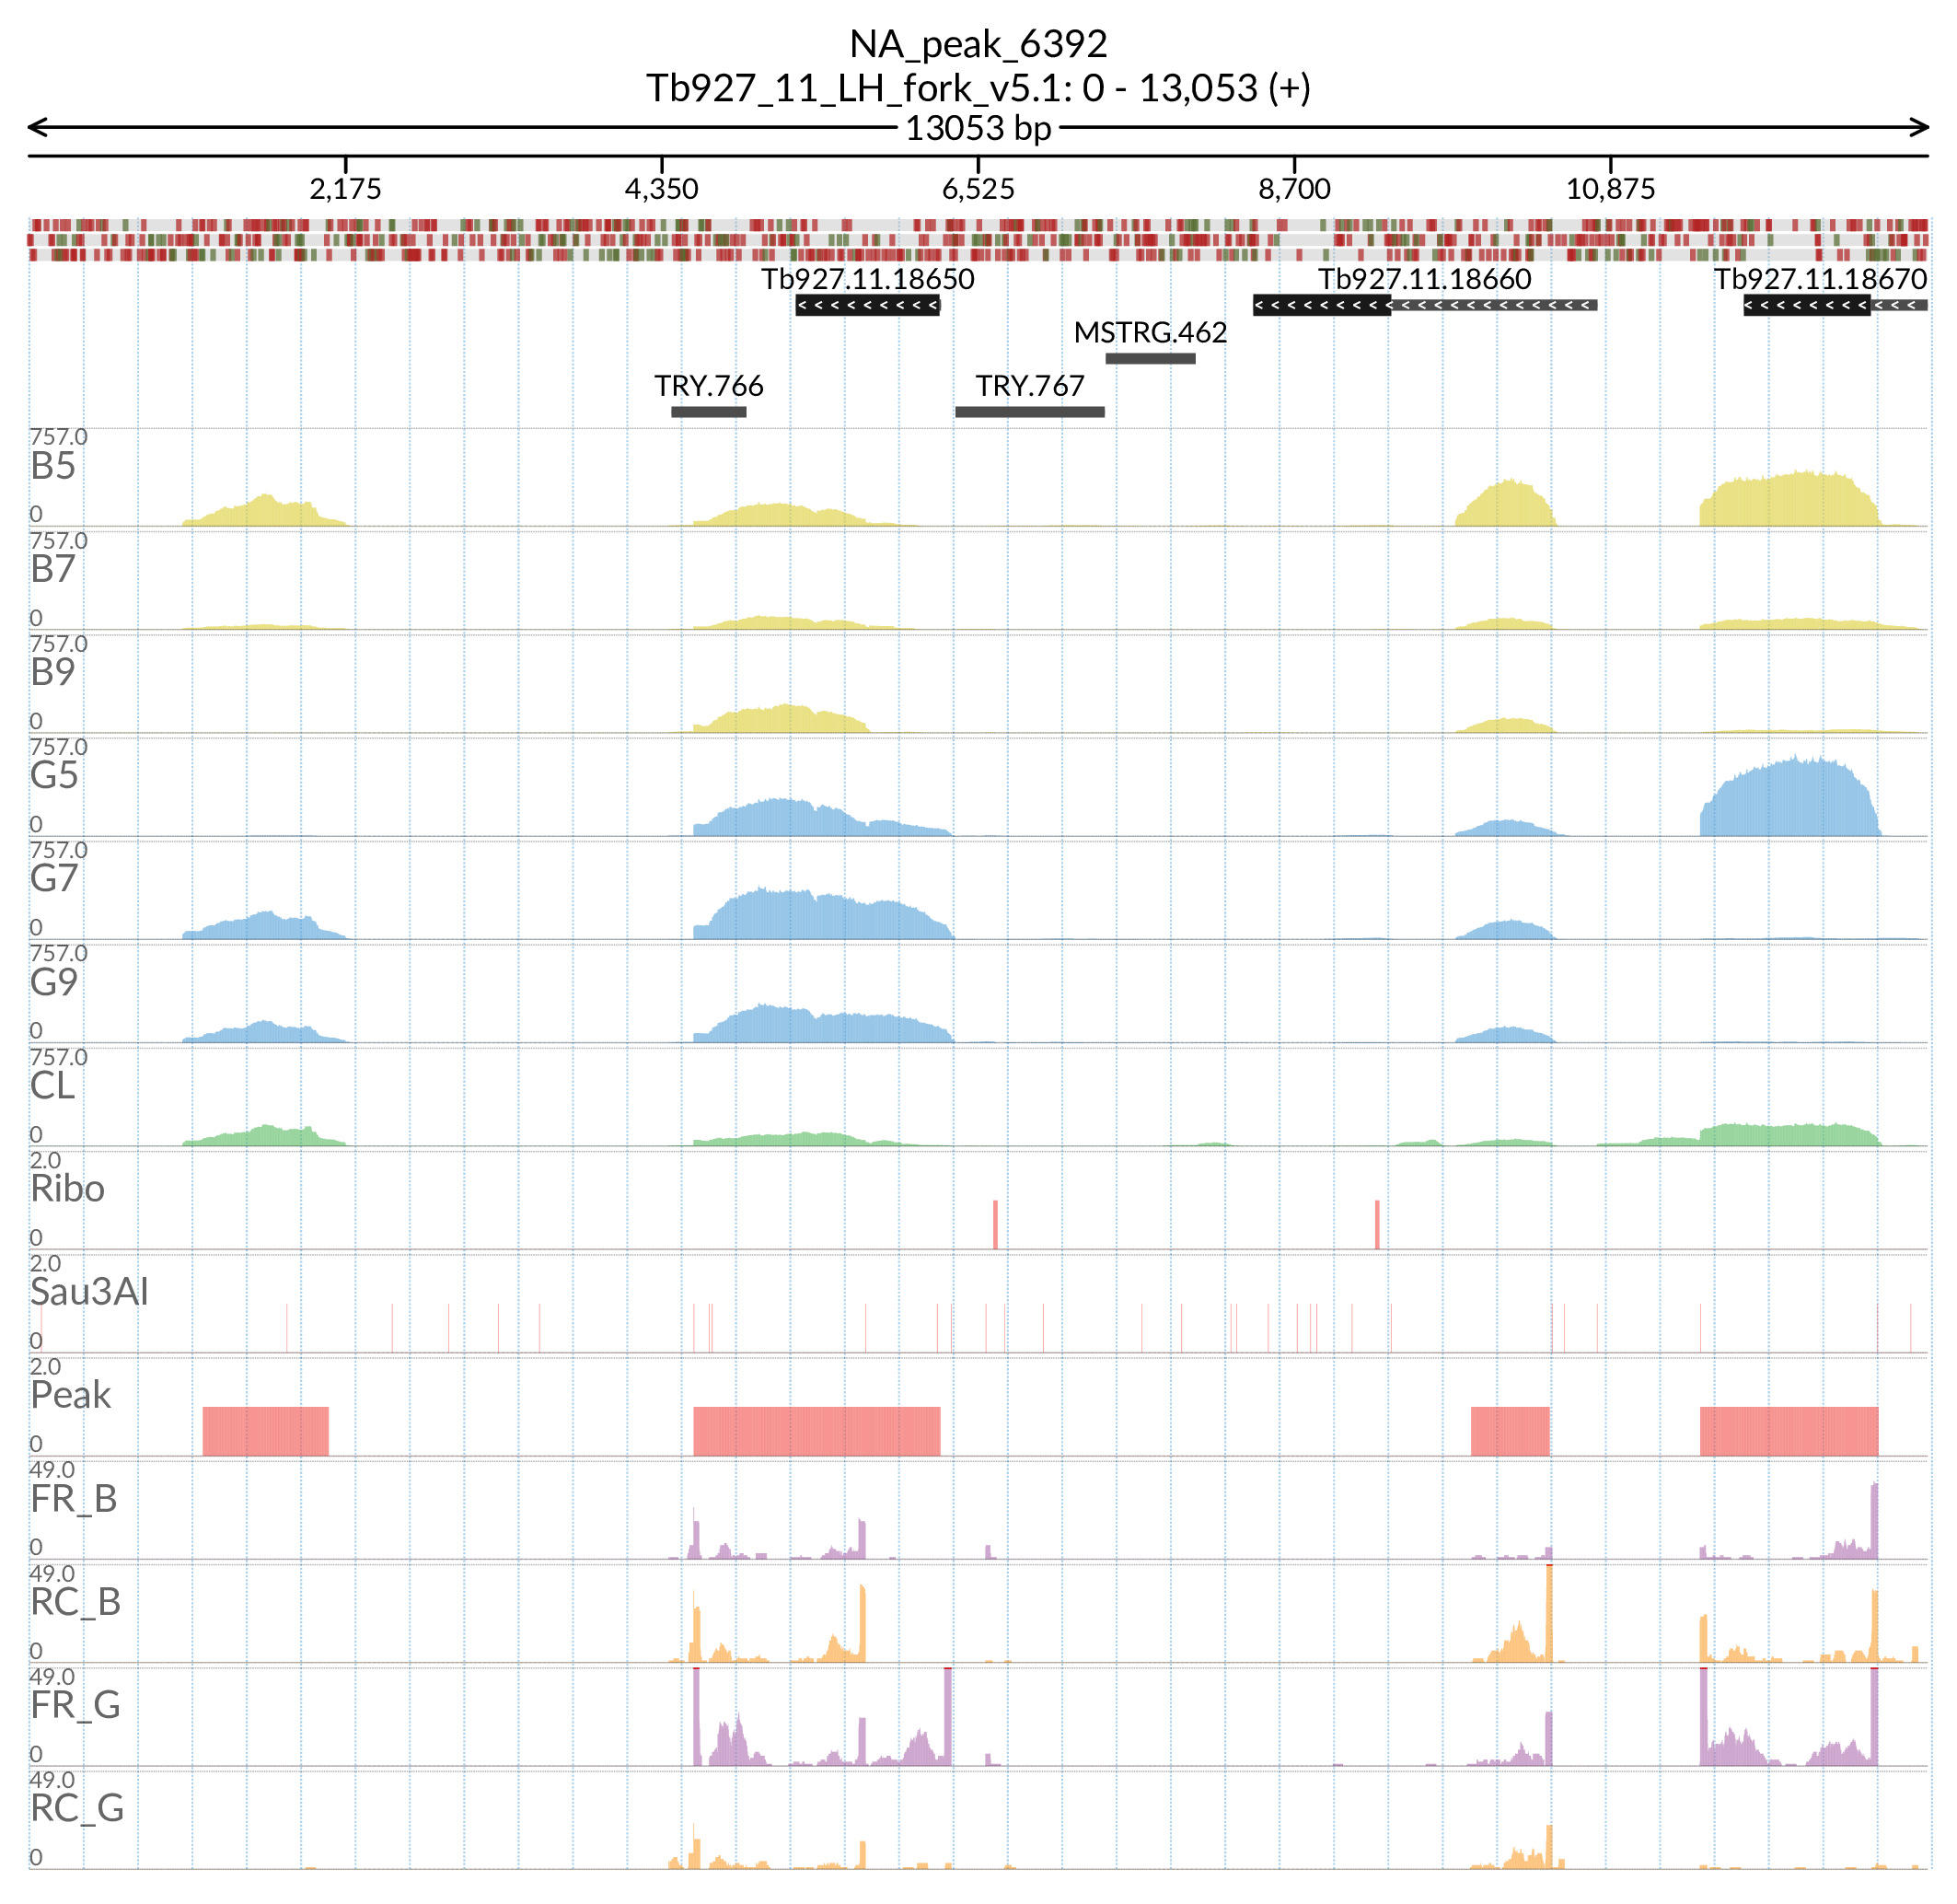 NA_peak_6392
Tb927_11_LH_fork_v5.1: 0 - 13,053 (+)
13053 bp
2,175 4,350 6,525 8,700 10,875
Tb927.11.18650 Tb927.11.18660 Tb927.11.18670
MSTRG.462
TRY.766 TRY.767
757.0
B5
0
757.0
B7
0
757.0
B9
0
757.0
G5
0
757.0
G7
0
757.0
G9
0
757.0
CL
0
2.0
Ribo
0
2.0
Sau3AI
0
2.0
Peak
0
49.0
FR_B
0
49.0
RC_B
0
49.0
FR_G
0
49.0
RC_G
0